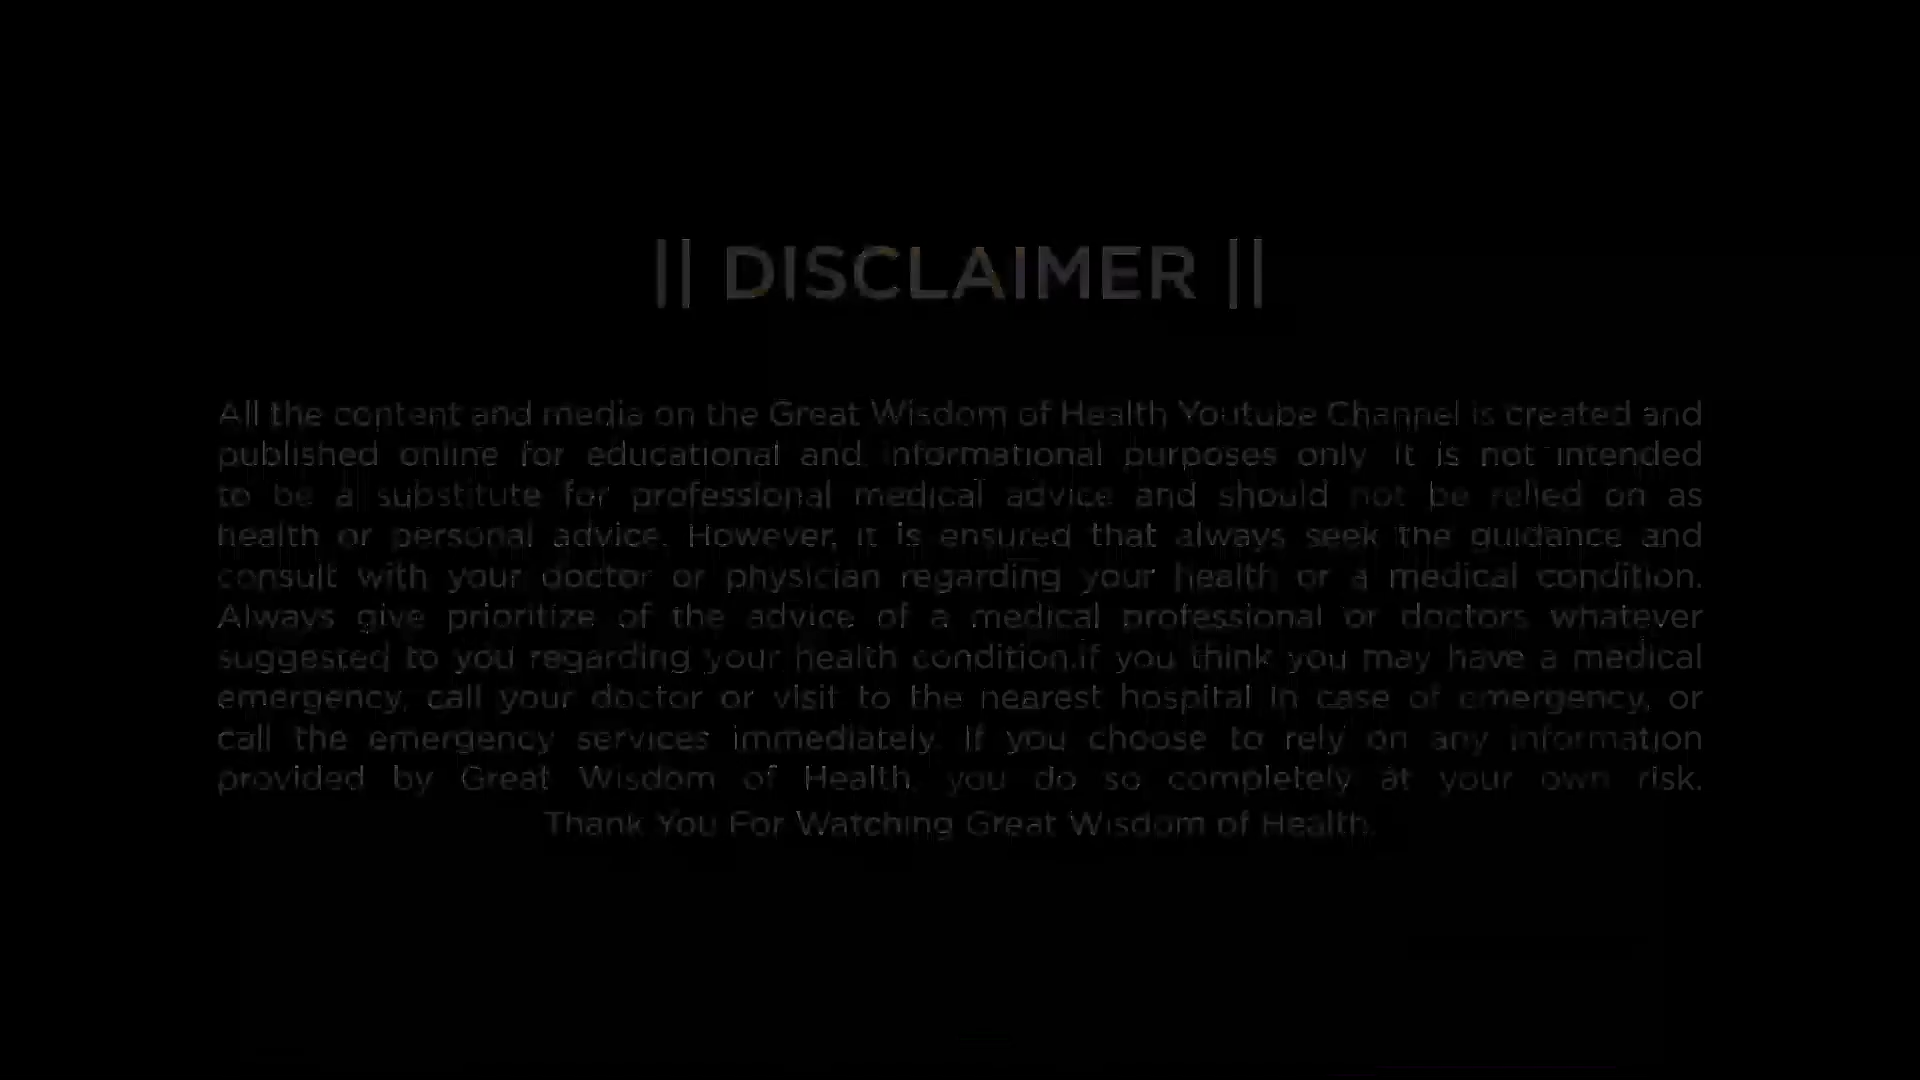 || DISCLAIMER ||
All the content and media on the Great Wisdom of Health Youtube Channel is created and
published online for educational and informational purposes only. It is not intended
to be a substitute for professional medical advice and should not be relied on as
health or personal advice. However, it is ensured that always seek the guidance and
consult with your doctor or physician regarding your health or a medical condition.
Always give prioritize of the advice of a medical professional or doctors whatever
suggested to you regarding your health condition.If you think you may have a medical
emergency, call your doctor or visit to the nearest hospital in case of emergency, or
call the emergency services immediately. If you choose to rely on any information
provided by Great Wisdom of Health, you do so completely at your own risk.
Thank You For Watching Great Wisdom of Health.